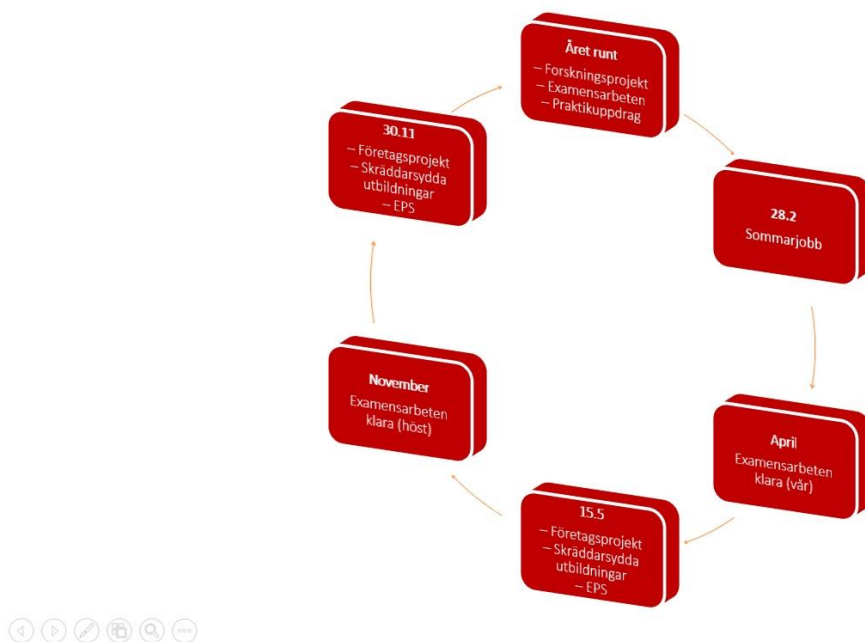 Året runt
– Forskningsprojekt
– Examensarbeten
– Praktikuppdrag
28.2
Sommarjobb
April
Examensarbeten
klara (vår)
15.5
– Företagsprojekt
– Skräddarsydda
utbildningar
– EPS
November
Examensarbeten
klara (höst)
30.11
– Företagsprojekt
– Skräddarsydda
utbildningar
– EPS